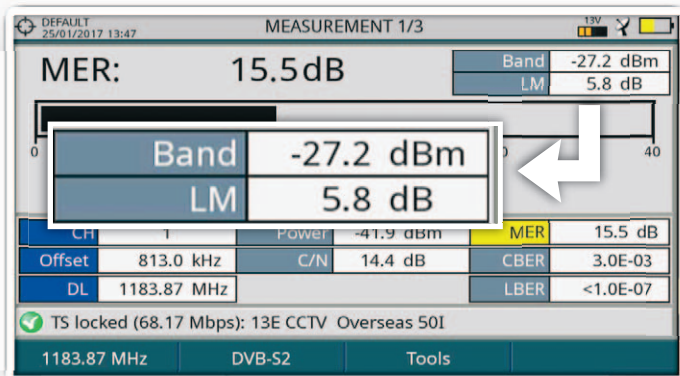 DEFAULT
25/01/2017 13:47
MEASUREMENT 1/3
13V
MER: 15.5 dB
Band -27.2 dBm
LM 5.8 dB
0 40
Band -27.2 dBm
LM 5.8 dB
CH 1 Power -41.9 dBm MER 15.5 dB
Offset 813.0 kHz C/N 14.4 dB CBER 3.0E-03
DL 1183.87 MHz LBER <1.0E-07
TS locked (68.17 Mbps): 13E CCTV Overseas 50I
1183.87 MHz DVB-S2 Tools